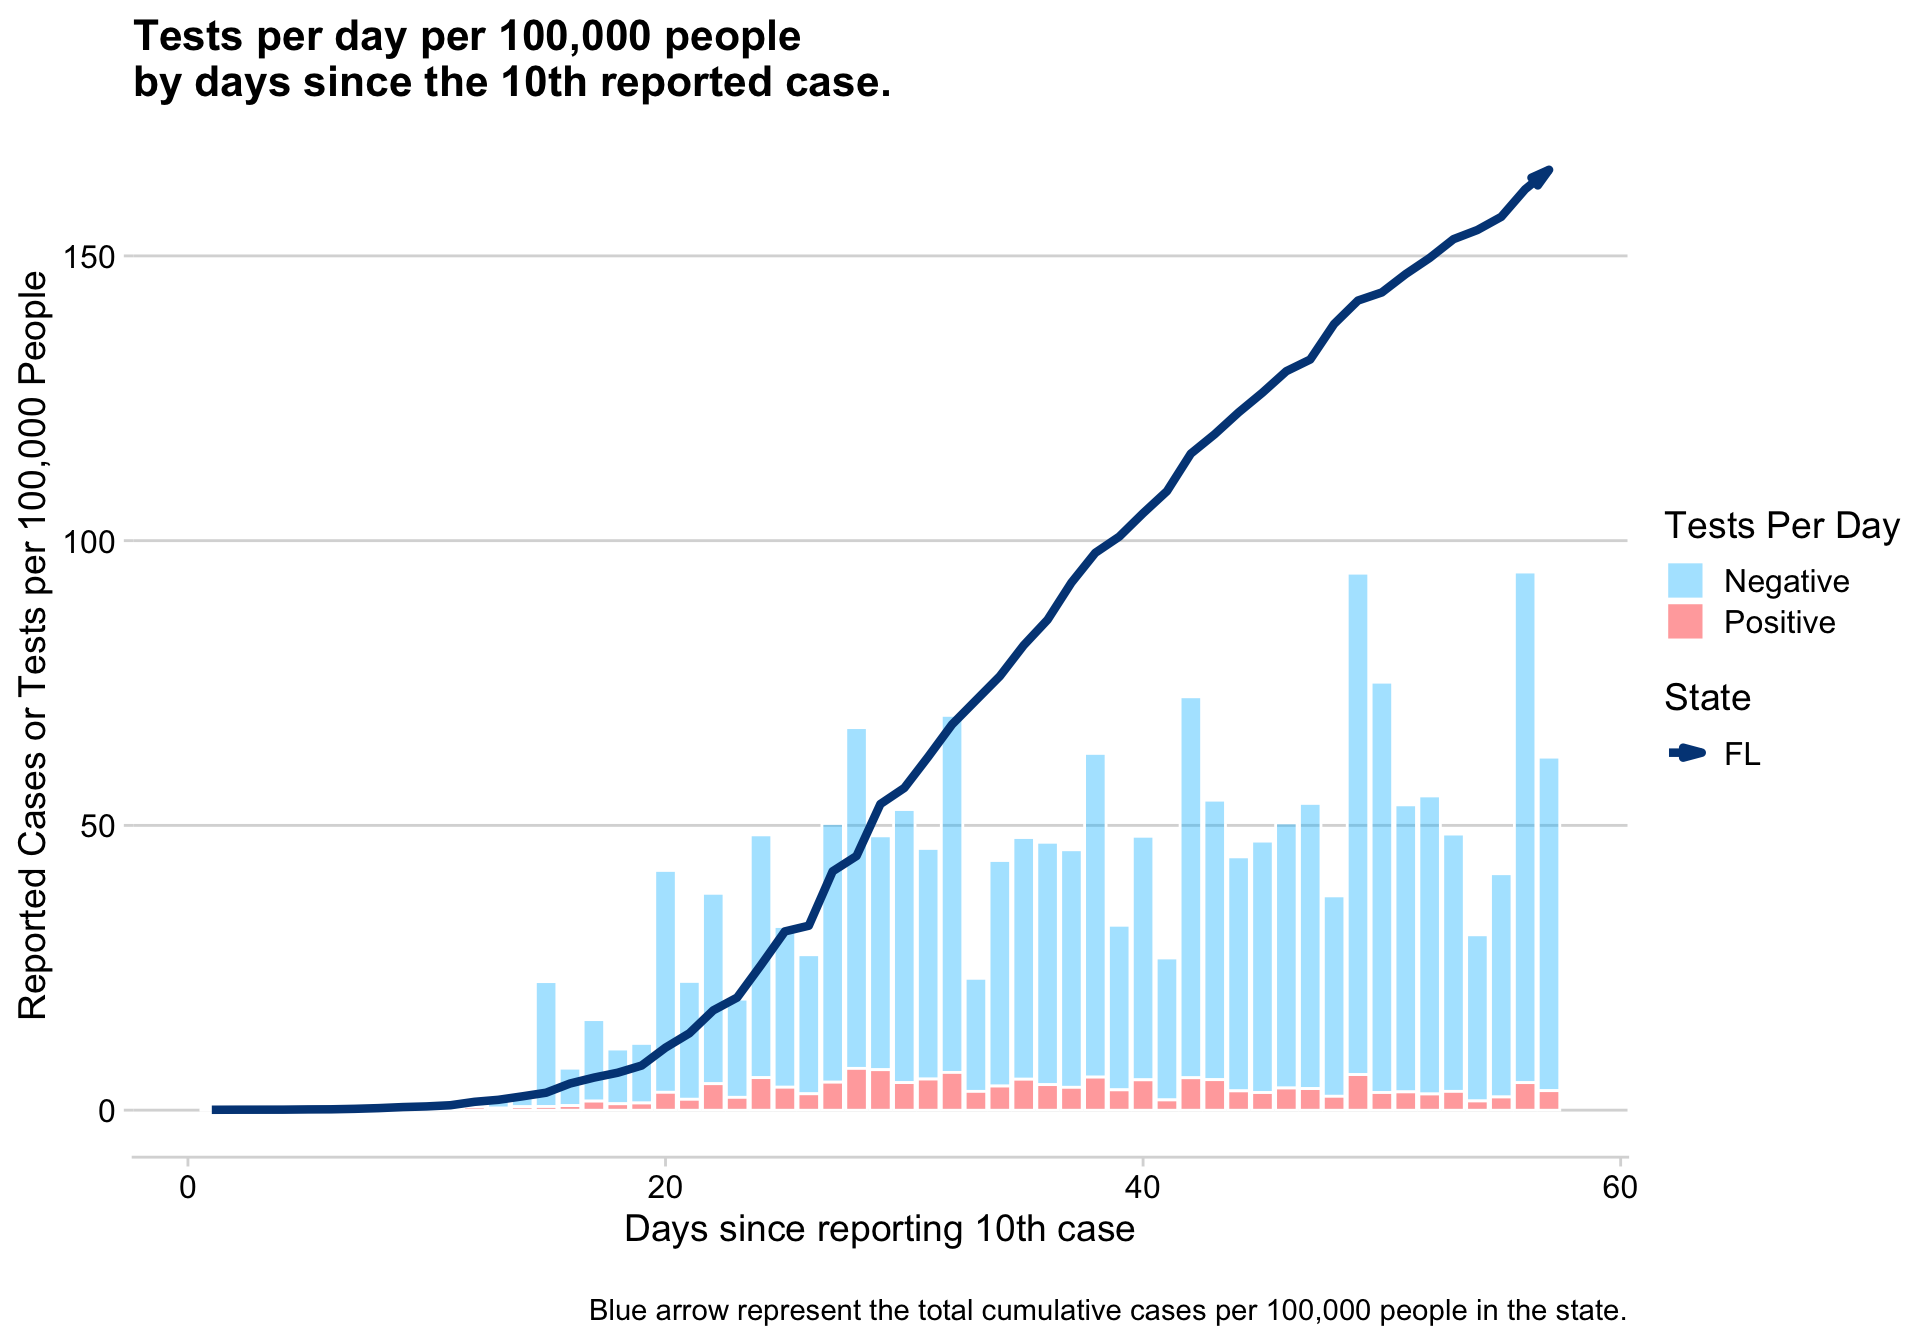 Tests per day per 100,000 people
by days since the 10th reported case.
Reported Cases or Tests per 100,000 People
150
100
50
0
0
20
40
60
Days since reporting 10th case
Tests Per Day
Negative
Positive
State
FL
Blue arrow represent the total cumulative cases per 100,000 people in the state.